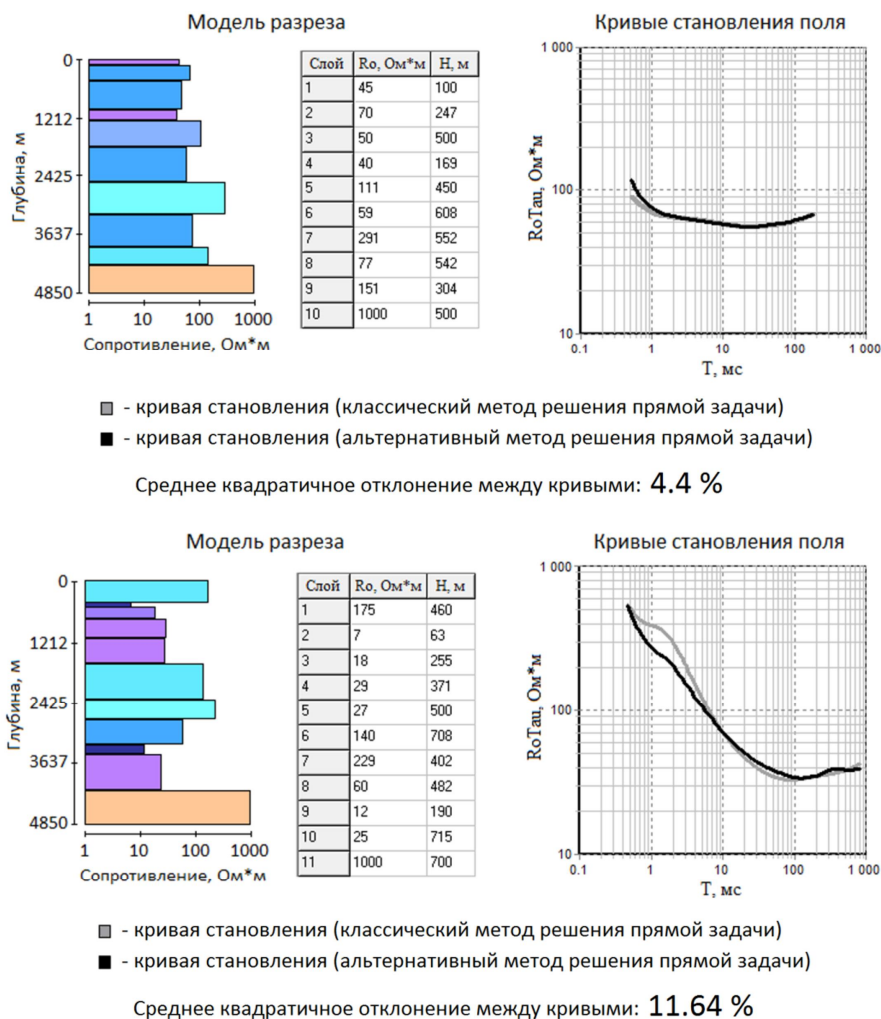 Модель разреза
Кривые становления поля
0
1212
2425
3637
4850
Глубина, м
1 10 100 1000
Сопротивление, Ом*м
Слой Ro, Ом*м H, м
1 45 100
2 70 247
3 50 500
4 40 169
5 111 450
6 59 608
7 291 552
8 77 542
9 151 304
10 1000 500
1 000
100
10
RoTau, Ом*м
0.1 1 10 100 1 000
T, мс
- кривая становления (классический метод решения прямой задачи)
- кривая становления (альтернативный метод решения прямой задачи)
Среднее квадратичное отклонение между кривыми: 4.4 %
Модель разреза
Кривые становления поля
0
1212
2425
3637
4850
Глубина, м
1 10 100 1000
Сопротивление, Ом*м
Слой Ro, Ом*м H, м
1 175 460
2 7 63
3 18 255
4 29 371
5 27 500
6 140 708
7 229 402
8 60 482
9 12 190
10 25 715
11 1000 700
1 000
100
10
RoTau, Ом*м
0.1 1 10 100 1 000
T, мс
- кривая становления (классический метод решения прямой задачи)
- кривая становления (альтернативный метод решения прямой задачи)
Среднее квадратичное отклонение между кривыми: 11.64 %